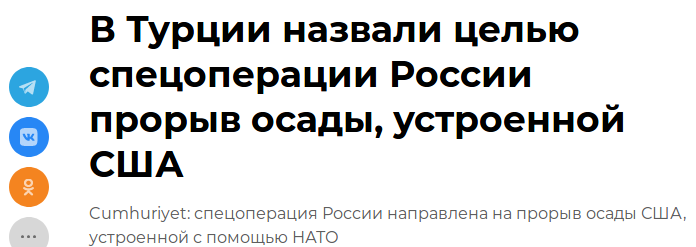 В Турции назвали целью
спецоперации России
прорыв осады, устроенной
США
Cumhuriyet: спецоперация России направлена на прорыв осады США,
устроенной с помощью НАТО